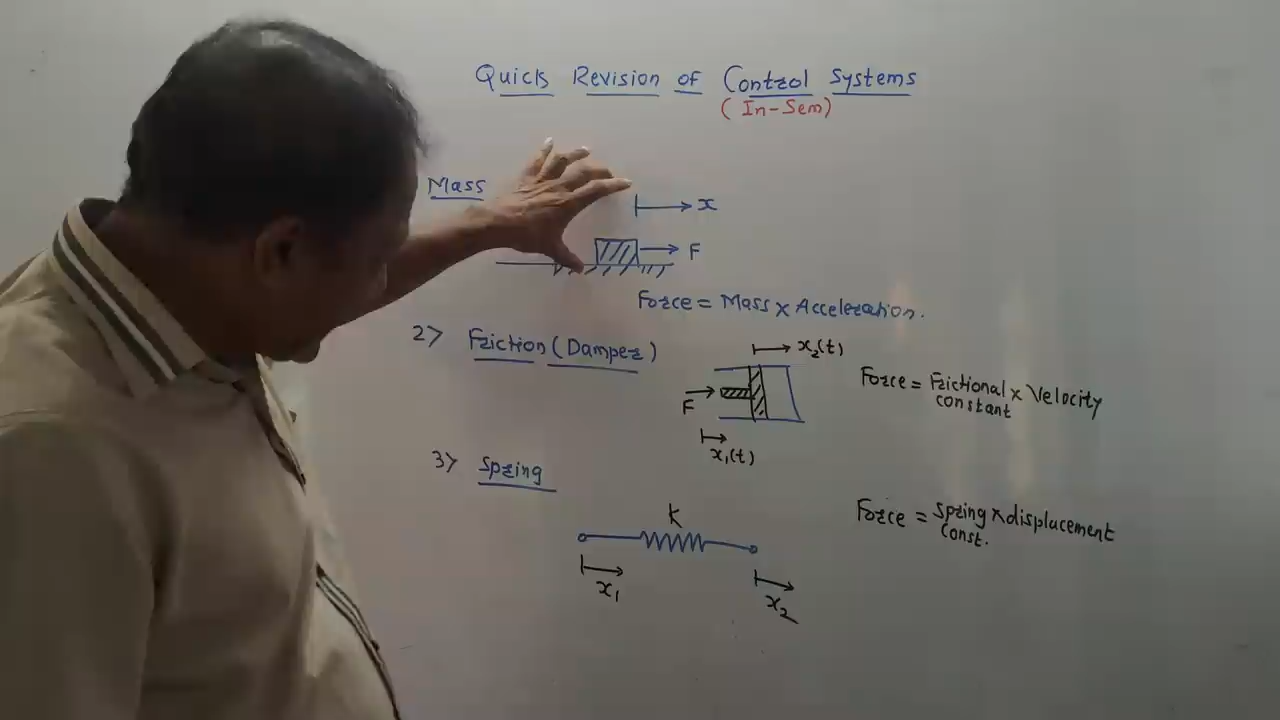 Quick Revision of Control Systems
(In-Sem)
Mass
x
F
Force = Mass x Acceleration.
2> Friction (Damper)
x2(t)
F
x1(t)
Force = Frictional x Velocity
constant
3> Spring
K
x1
x2
Force = Spring x displacement
Const.